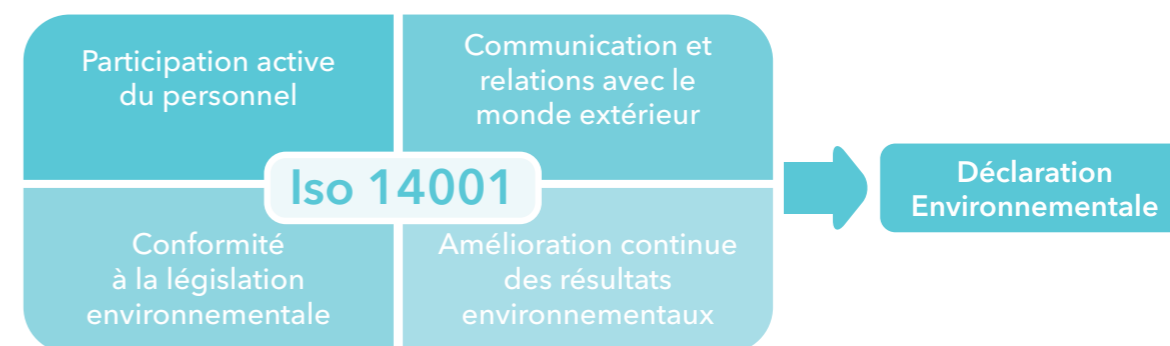 Participation active
du personnel
Communication et
relations avec le
monde extérieur
Iso 14001
Conformité
à la législation
environnementale
Amélioration continue
des résultats
environnementaux
Déclaration
Environnementale